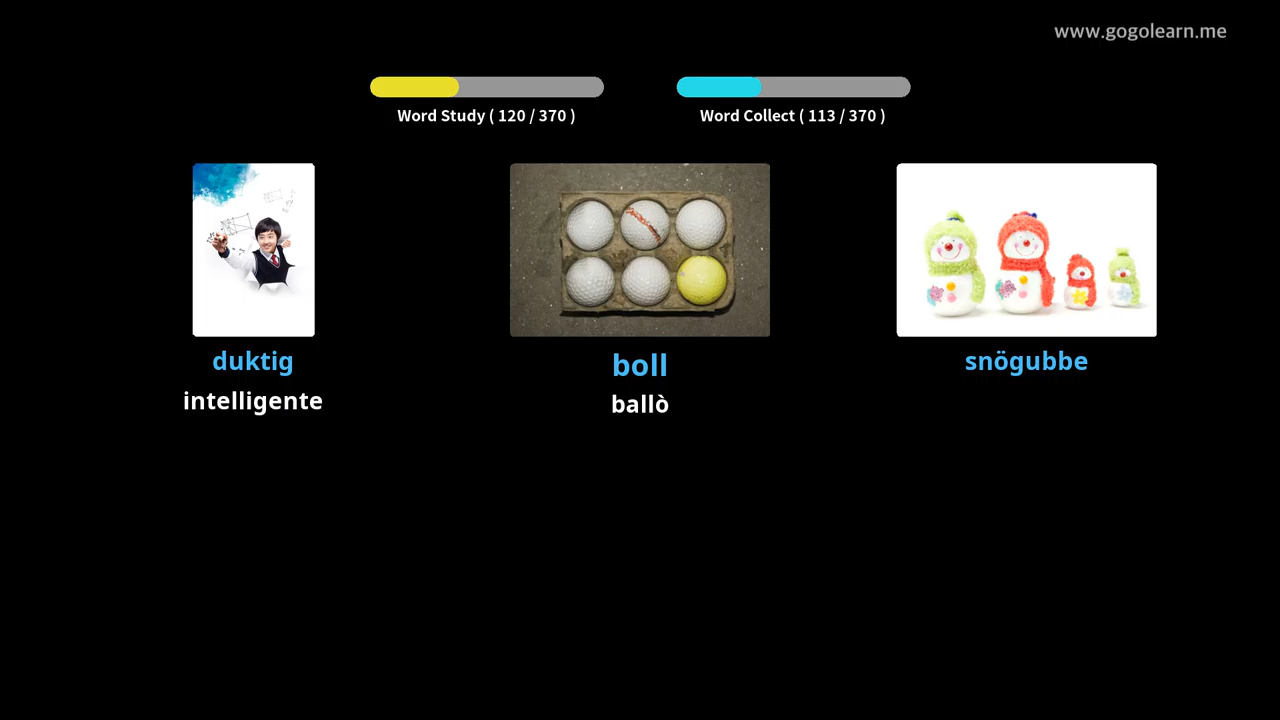 www.gogolearn.me
Word Study ( 120 / 370 )
Word Collect ( 113 / 370 )
duktig
intelligente
boll
ballò
snögubbe